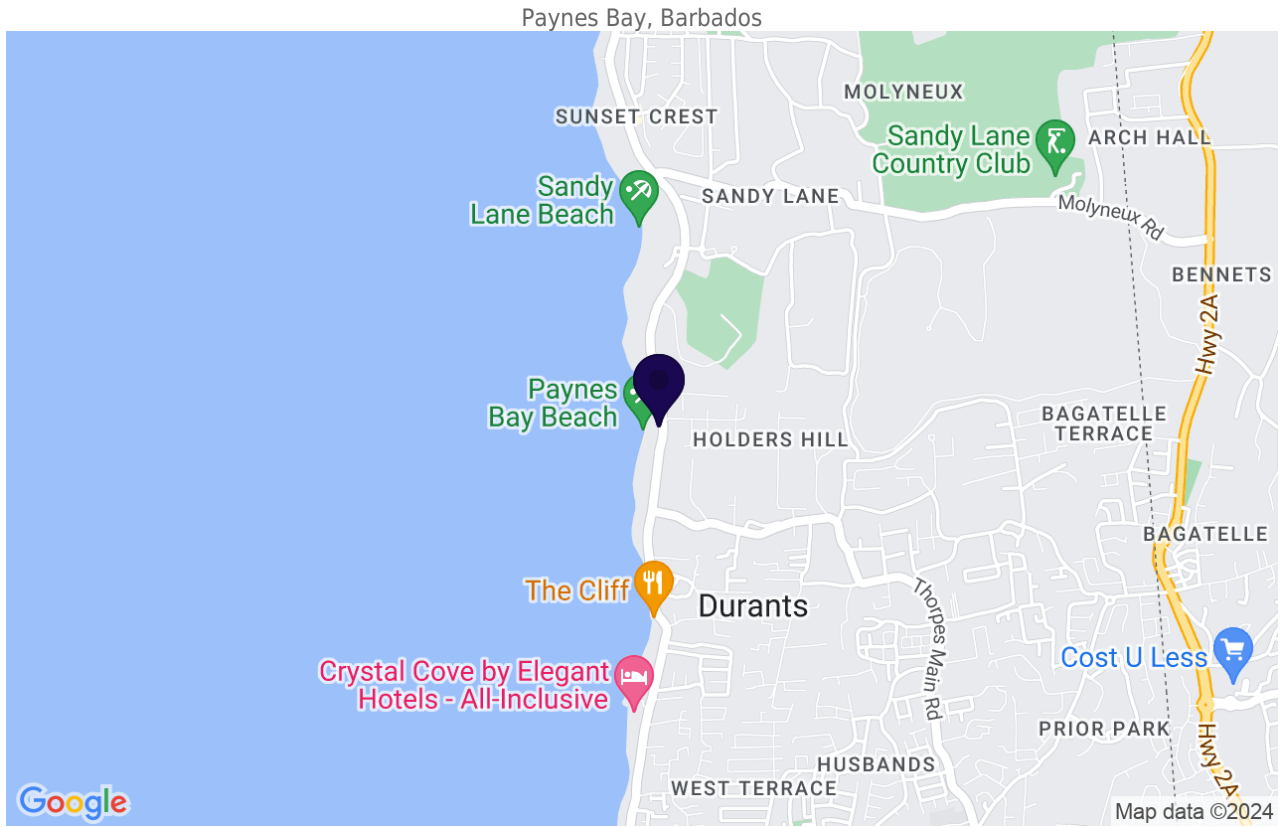 Paynes Bay, Barbados
MOLYNEUX
SUNSET CREST
Sandy Lane
Country Club
ARCH HALL
Sandy
Lane Beach
SANDY LANE
Molyneux Rd
BENNETS
Hwy 2A
Paynes
Bay Beach
HOLDERS HILL
BAGATELLE
TERRACE
BAGATELLE
The Cliff
Durants
Thorpes Main Rd
Cost U Less
Crystal Cove by Elegant
Hotels - All-Inclusive
PRIOR PARK
Hwy 2A
HUSBANDS
WEST TERRACE
Google
Map data ©2024